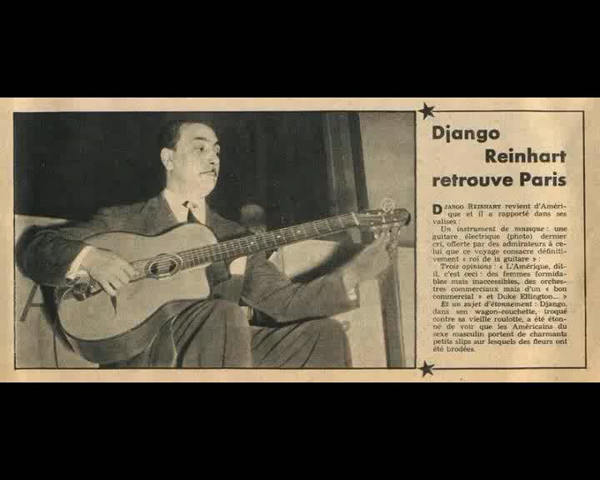 Django
Reinhart
retrouve Paris
DJANGO REINHART revient d'Améri-
que et il a rapporté dans ses
valises :
Un instrument de musique : une
guitare électrique (photo) dernier
cri, offerte par des admirateurs à ce-
lui que ce voyage consacre définiti-
vement « roi de la guitare » ;
Trois opinions : « L'Amérique, dit-
il, c'est ceci : des femmes formida-
bles mais inaccessibles, des orches-
tres commerciaux mais d'un « bon
commercial » et Duke Ellington... »
Et un sujet d'étonnement : Django,
dans son wagon-couchette, troqué
contre sa vieille roulotte, a été éton-
né de voir que les Américains du
sexe masculin portent de charmants
petits slips sur lesquels des fleurs ont
été brodées.